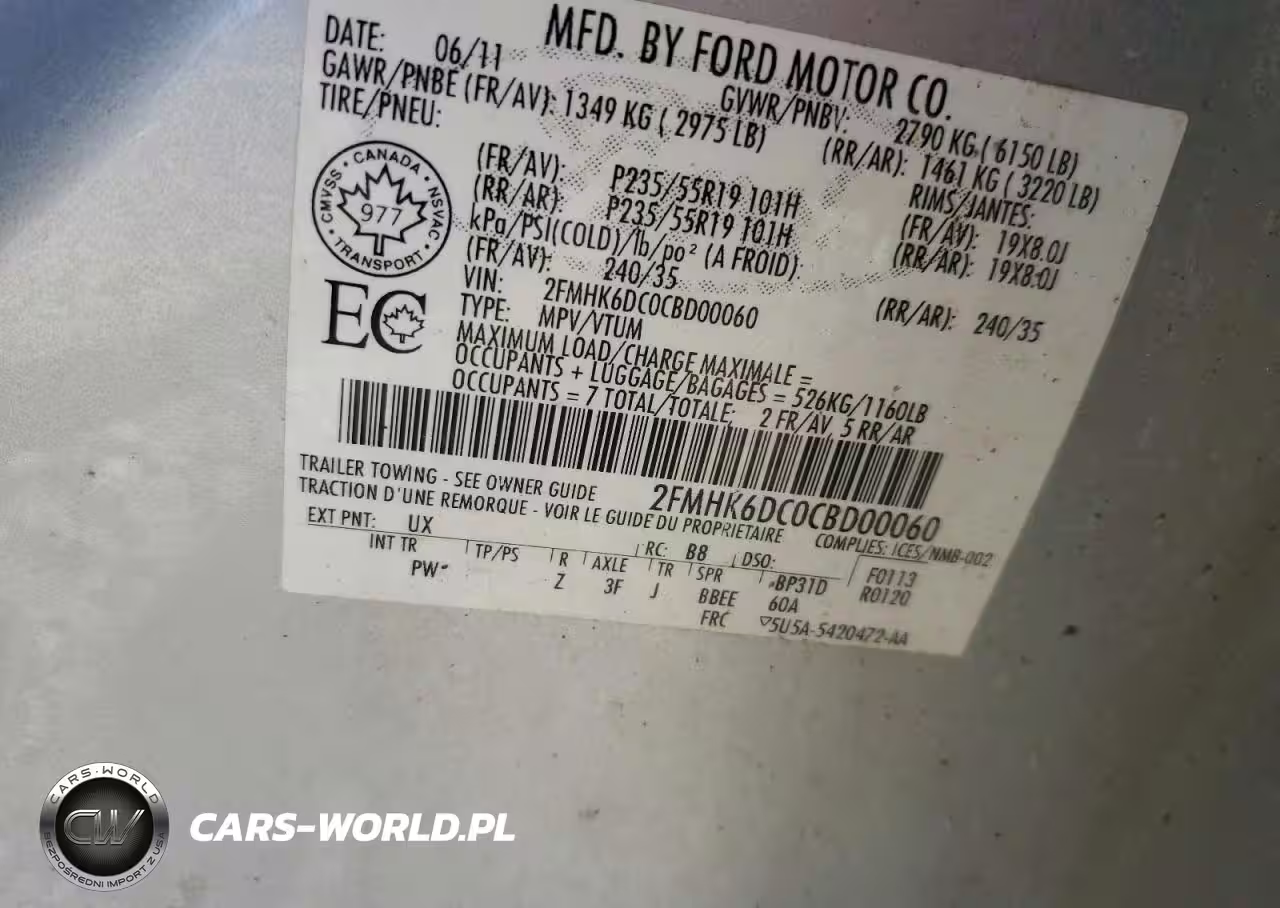 MFD. BY FORD MOTOR CO.
DATE: 06/11 GVWR/PNBV: 2790 KG ( 6150 LB)
GAWR/PNBE (FR/AV): 1349 KG ( 2975 LB) (RR/AR): 1461 KG ( 3220 LB)
TIRE/PNEU: RIMS/JANTES:
(FR/AV): P235/55R19 101H (FR/AV): 19X8.0J
(RR/AR): P235/55R19 101H (RR/AR): 19X8.0J
kPa/PSI(COLD)/lb/po² (A FROID)
(FR/AV): 240/35 (RR/AR): 240/35
VIN: 2FMHK6DC0CBD00060
TYPE: MPV/VTUM
MAXIMUM LOAD/CHARGE MAXIMALE =
OCCUPANTS + LUGGAGE/BAGAGES = 526KG/1160LB
OCCUPANTS = 7 TOTAL/TOTALE, 2 FR/AV, 5 RR/AR
CANADA • NSVAC • TRANSPORT • CMVSS •
977
EC
2FMHK6DC0CBD00060
TRAILER TOWING - SEE OWNER GUIDE
TRACTION D'UNE REMORQUE - VOIR LE GUIDE DU PROPRIETAIRE
COMPLIES: ICES/NMB-002
EXT PNT: UX RC: B8 DSO: F0113
INT TR TP/PS R AXLE TR SPR BP31D R0120
PW Z 3F J BBEE 60A
FRC ▽5U5A-5420472-AA
CARS-WORLD
CW
BEZPOŚREDNI IMPORT Z USA
CARS-WORLD.PL